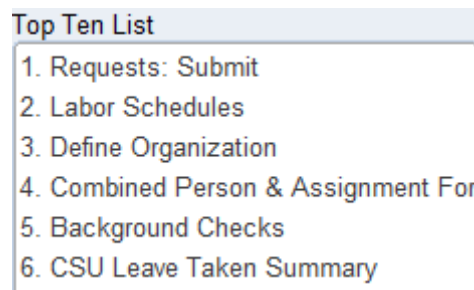 Top Ten List
1. Requests: Submit
2. Labor Schedules
3. Define Organization
4. Combined Person & Assignment For
5. Background Checks
6. CSU Leave Taken Summary